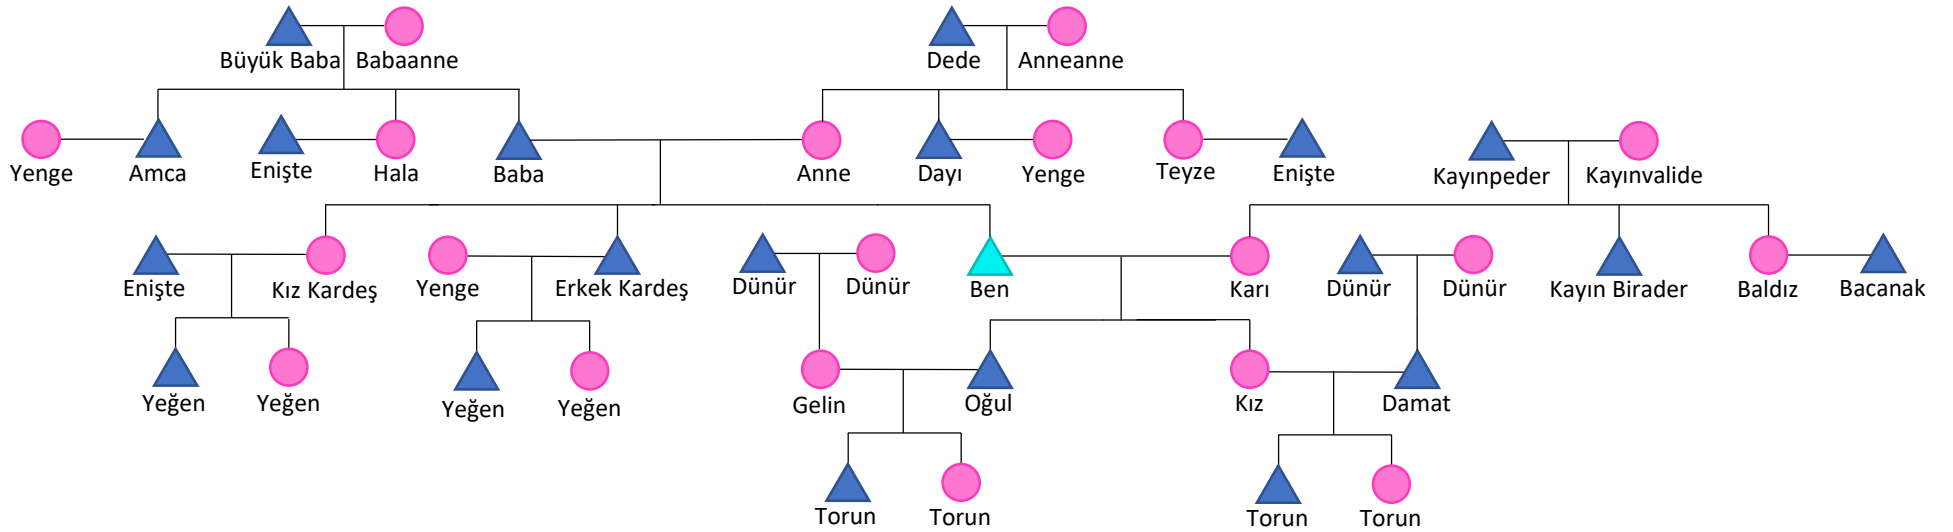 Büyük Baba Babaanne Dede Anneanne
Yenge Amca Enişte Hala Baba Anne Dayı Yenge Teyze Enişte Kayınpeder Kayınvalide
Enişte Kız Kardeş Yenge Erkek Kardeş Dünür Dünür Ben Karı Dünür Dünür Kayın Birader Baldız Bacanak
Yeğen Yeğen Yeğen Yeğen Gelin Oğul Kız Damat
Torun Torun Torun Torun